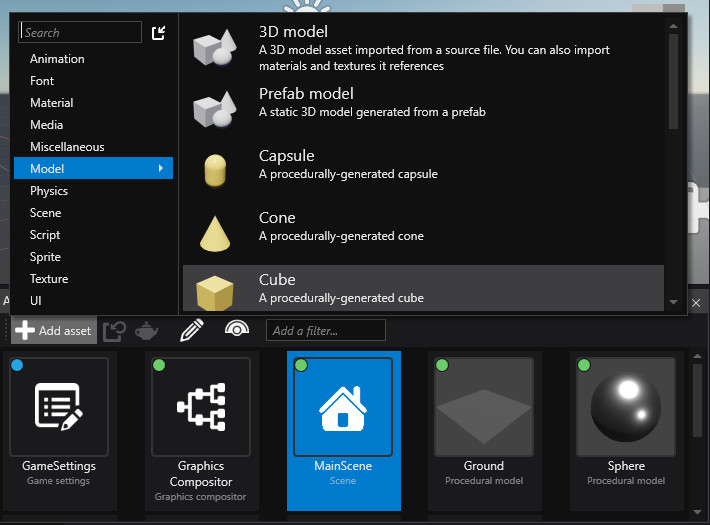 Search
Animation
Font
Material
Media
Miscellaneous
Model
Physics
Scene
Script
Sprite
Texture
UI
3D model
A 3D model asset imported from a source file. You can also import
materials and textures it references
Prefab model
A static 3D model generated from a prefab
Capsule
A procedurally-generated capsule
Cone
A procedurally-generated cone
Cube
A procedurally-generated cube
Add asset
Add a filter...
GameSettings
Game settings
Graphics
Compositor
Graphics compositor
MainScene
Scene
Ground
Procedural model
Sphere
Procedural model